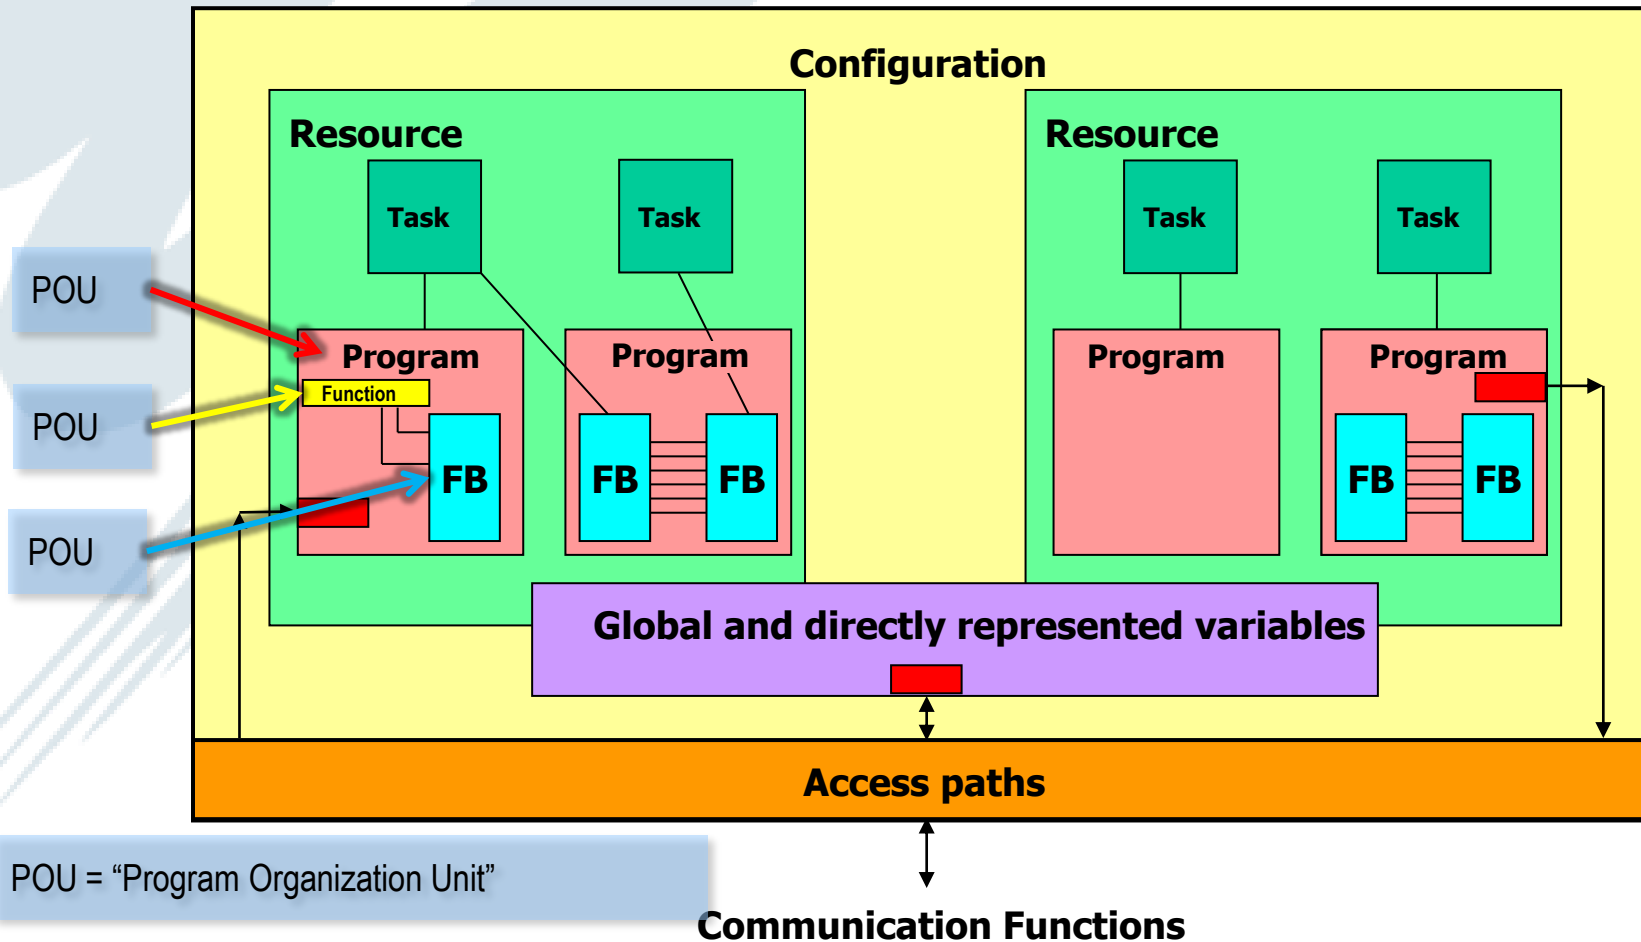 Configuration
Resource
Resource
Task
Task
Task
Task
POU
Program
Program
Program
Program
Function
POU
FB
FB
FB
FB
FB
POU
Global and directly represented variables
Access paths
POU = “Program Organization Unit”
Communication Functions